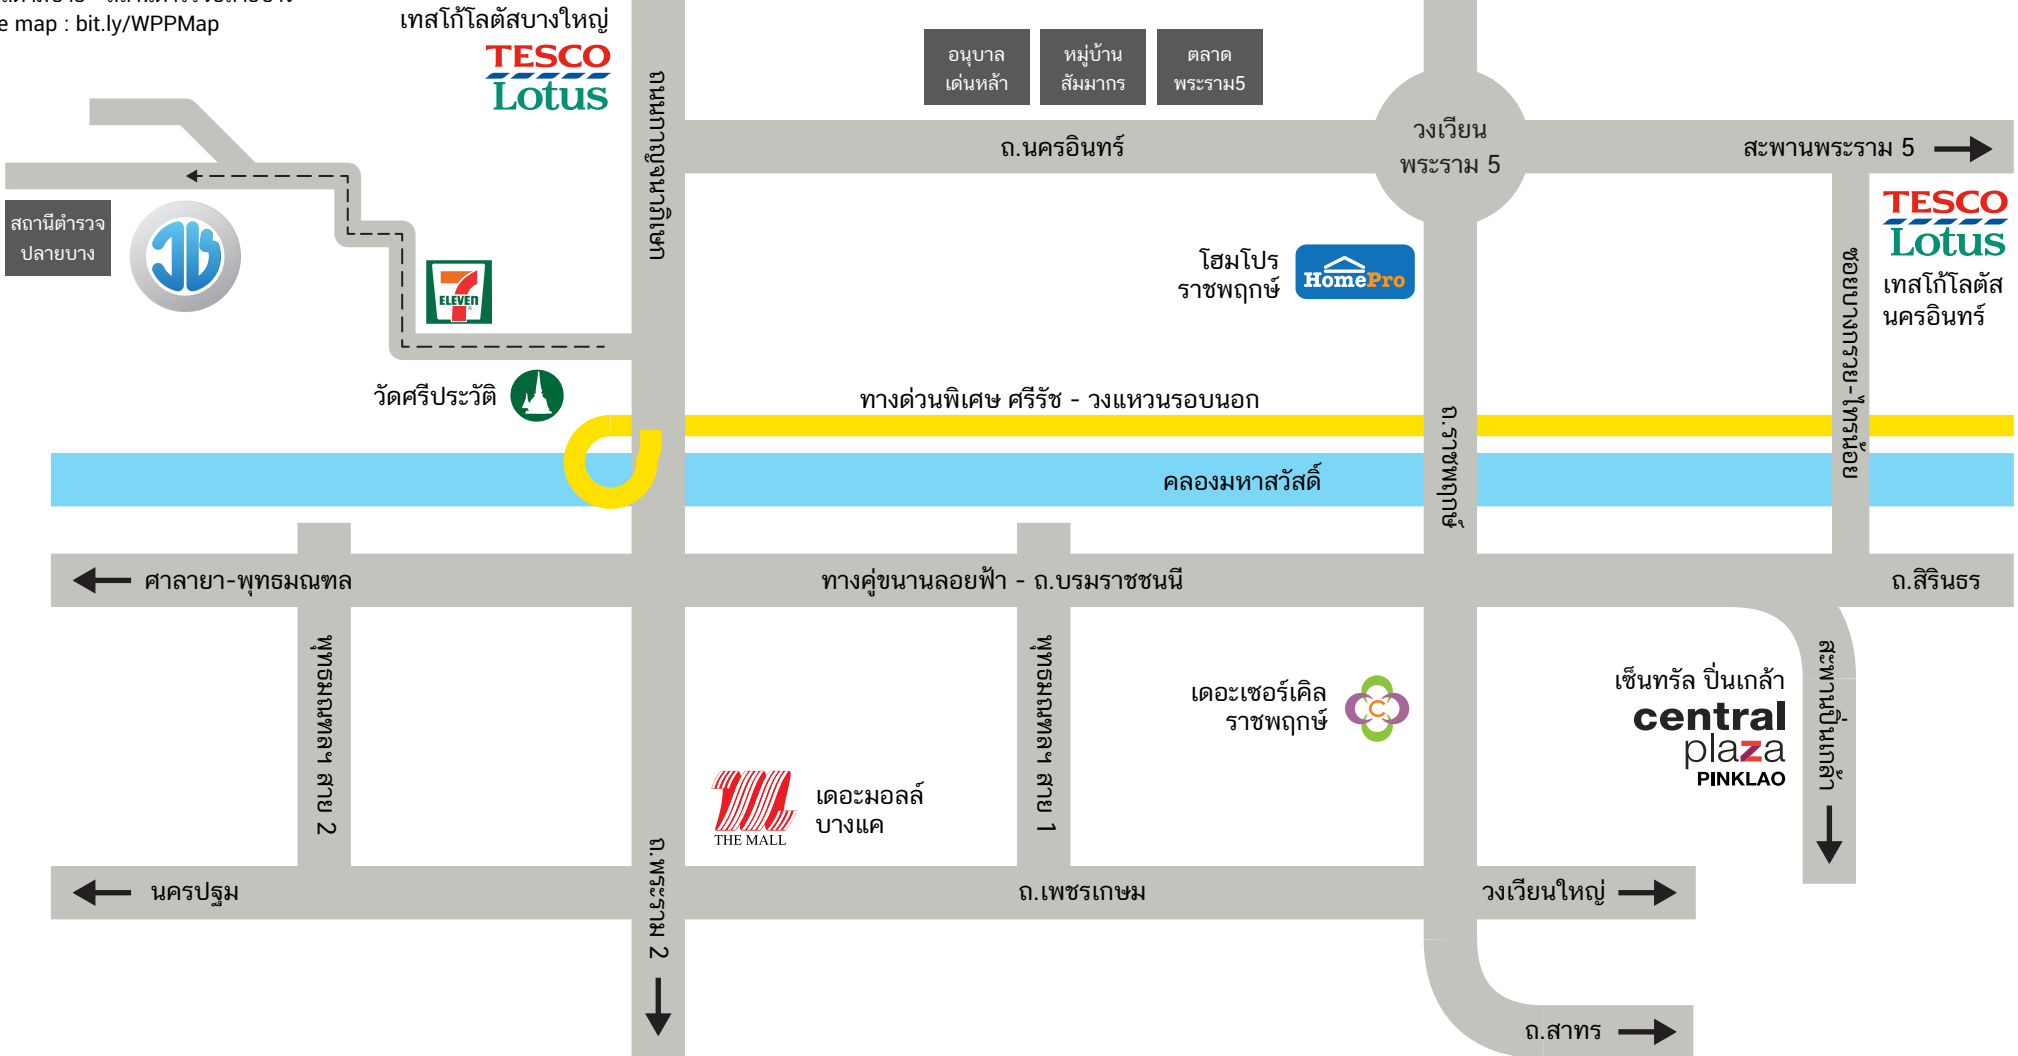 e map : bit.ly/WPPMap
เทสโก้โลตัสบางใหญ่
TESCO
Lotus
อนุบาล
เด่นหล้า
หมู่บ้าน
สัมมากร
ตลาด
พระราม5
ถนนกาญจนาภิเษก
ถ.นครอินทร์
วงเวียน
พระราม 5
สะพานพระราม 5
สถานีตำรวจ
ปลายบาง
7
ELEVEN
โฮมโปร
ราชพฤกษ์
HomePro
TESCO
Lotus
เทสโก้โลตัส
นครอินทร์
ซอยบางกรวย-ไทรน้อย
วัดศรีประวัติ
ทางด่วนพิเศษ ศรีรัช - วงแหวนรอบนอก
ถ.ราชพฤกษ์
คลองมหาสวัสดิ์
ศาลายา-พุทธมณฑล
ทางคู่ขนานลอยฟ้า - ถ.บรมราชชนนี
ถ.สิรินธร
พุทธมณฑลฯ สาย 2
พุทธมณฑลฯ สาย 1
เดอะเซอร์เคิล
ราชพฤกษ์
C
เซ็นทรัล ปิ่นเกล้า
central
plaza
PINKLAO
สะพานปิ่นเกล้า
THE MALL
เดอะมอลล์
บางแค
ถ.พระราม 2
นครปฐม
ถ.เพชรเกษม
วงเวียนใหญ่
ถ.สาทร